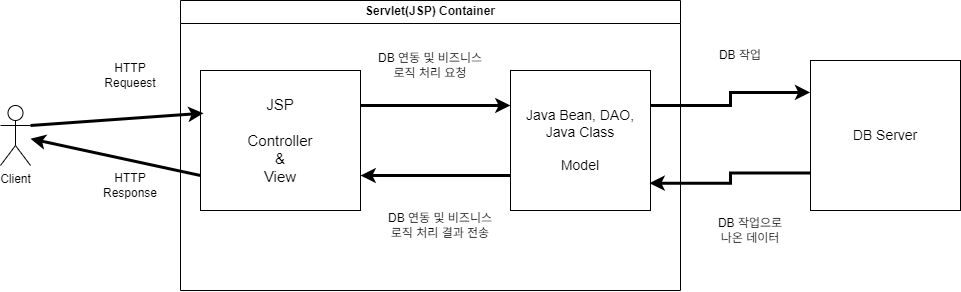 Servlet(JSP) Container
HTTP
Requeest
DB 연동 및 비즈니스
로직 처리 요청
DB 작업
JSP
Controller
&
View
Java Bean, DAO,
Java Class
Model
DB Server
Client
HTTP
Response
DB 연동 및 비즈니스
로직 처리 결과 전송
DB 작업으로
나온 데이터